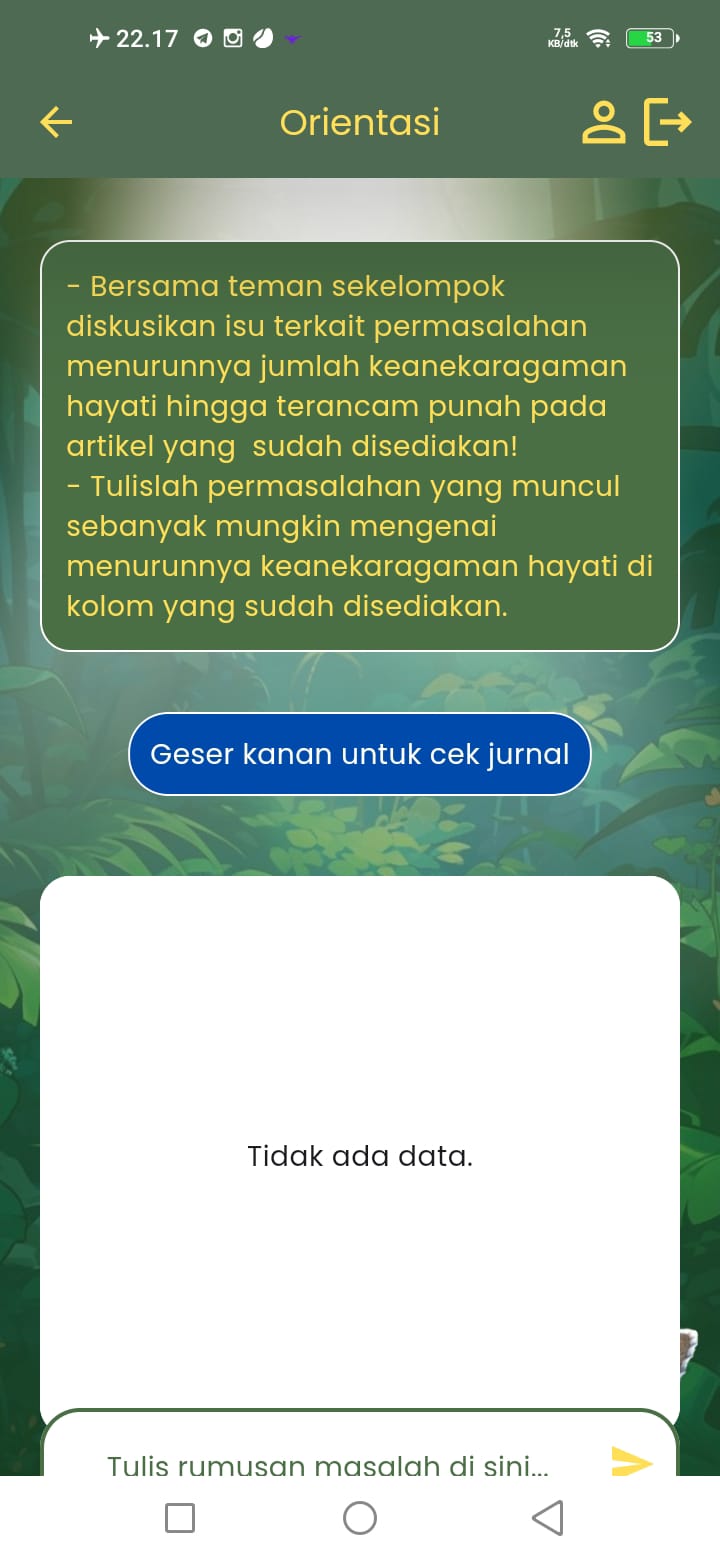 22.17
7,5
KB/dtk
53
Orientasi
- Bersama teman sekelompok
diskusikan isu terkait permasalahan
menurunnya jumlah keanekaragaman
hayati hingga terancam punah pada
artikel yang  sudah disediakan!
- Tulislah permasalahan yang muncul
sebanyak mungkin mengenai
menurunnya keanekaragaman hayati di
kolom yang sudah disediakan.
Geser kanan untuk cek jurnal
Tidak ada data.
Tulis rumusan masalah di sini...